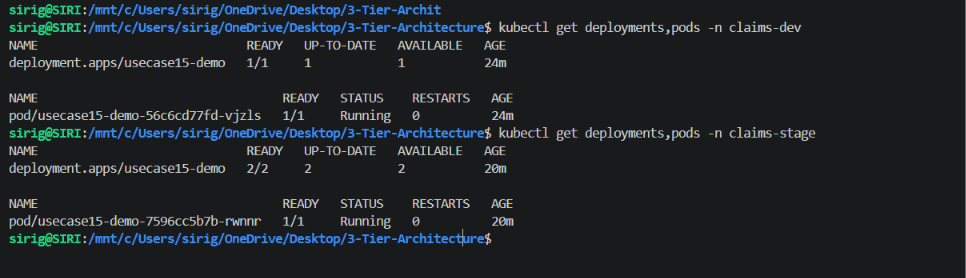 sirig@SIRI:/mnt/c/Users/sirig/OneDrive/Desktop/3-Tier-Archit
sirig@SIRI:/mnt/c/Users/sirig/OneDrive/Desktop/3-Tier-Architecture$ kubectl get deployments,pods -n claims-dev
NAME READY UP-TO-DATE AVAILABLE AGE
deployment.apps/usecase15-demo 1/1 1 1 24m
NAME READY STATUS RESTARTS AGE
pod/usecase15-demo-56c6cd77fd-vjzls 1/1 Running 0 24m
sirig@SIRI:/mnt/c/Users/sirig/OneDrive/Desktop/3-Tier-Architecture$ kubectl get deployments,pods -n claims-stage
NAME READY UP-TO-DATE AVAILABLE AGE
deployment.apps/usecase15-demo 2/2 2 2 20m
NAME READY STATUS RESTARTS AGE
pod/usecase15-demo-7596cc5b7b-rwnnr 1/1 Running 0 20m
sirig@SIRI:/mnt/c/Users/sirig/OneDrive/Desktop/3-Tier-Architecture$